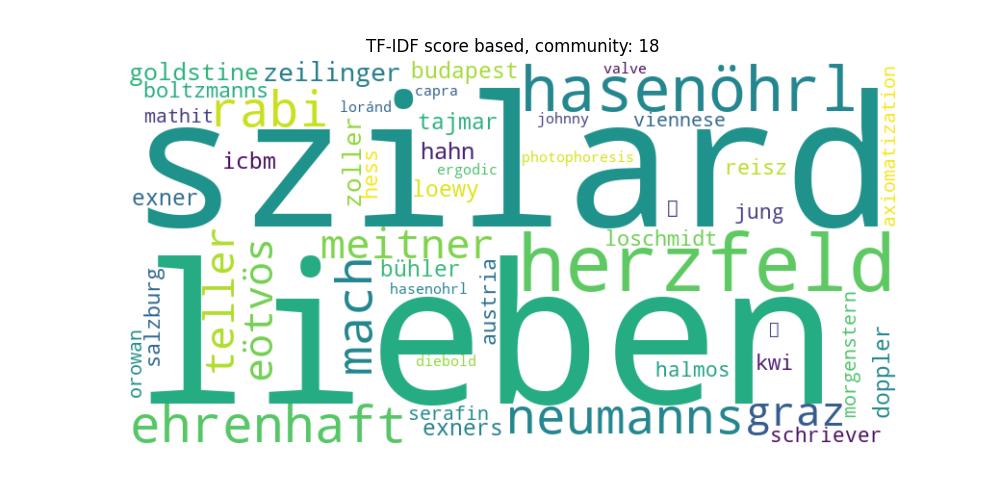 TF-IDF score based, community: 18
goldstine
zeilinger
budapest
valve
hasenöhrl
boltzmanns
capra
mathit
rabi
loránd
tajmar
johnny
viennese
axiomatization
szilard
icbm
zoller
hess
hahn
ergodic
photophoresis
reisz
exner
loewy
jung
meitner
loschmidt
herzfeld
teller
eötvös
mach
bühler
hasenohrl
austria
salzburg
lieben
orowan
diebold
halmos
kwi
morgenstern
doppler
ehrenhaft
serafin
exners
neumanns
graz
schriever